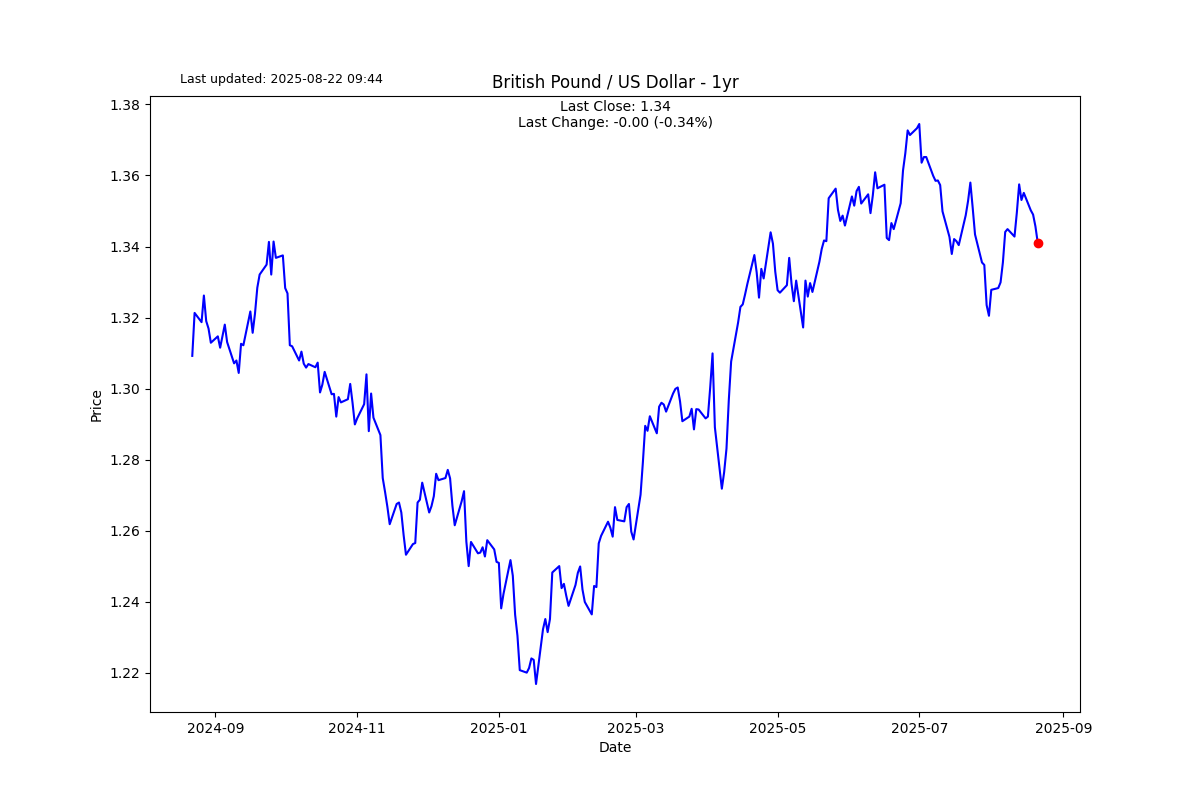 Last updated: 2025-08-22 09:44
British Pound / US Dollar - 1yr
Last Close: 1.34
Last Change: -0.00 (-0.34%)
Price
1.38
1.36
1.34
1.32
1.30
1.28
1.26
1.24
1.22
2024-09 2024-11 2025-01 2025-03 2025-05 2025-07 2025-09
Date